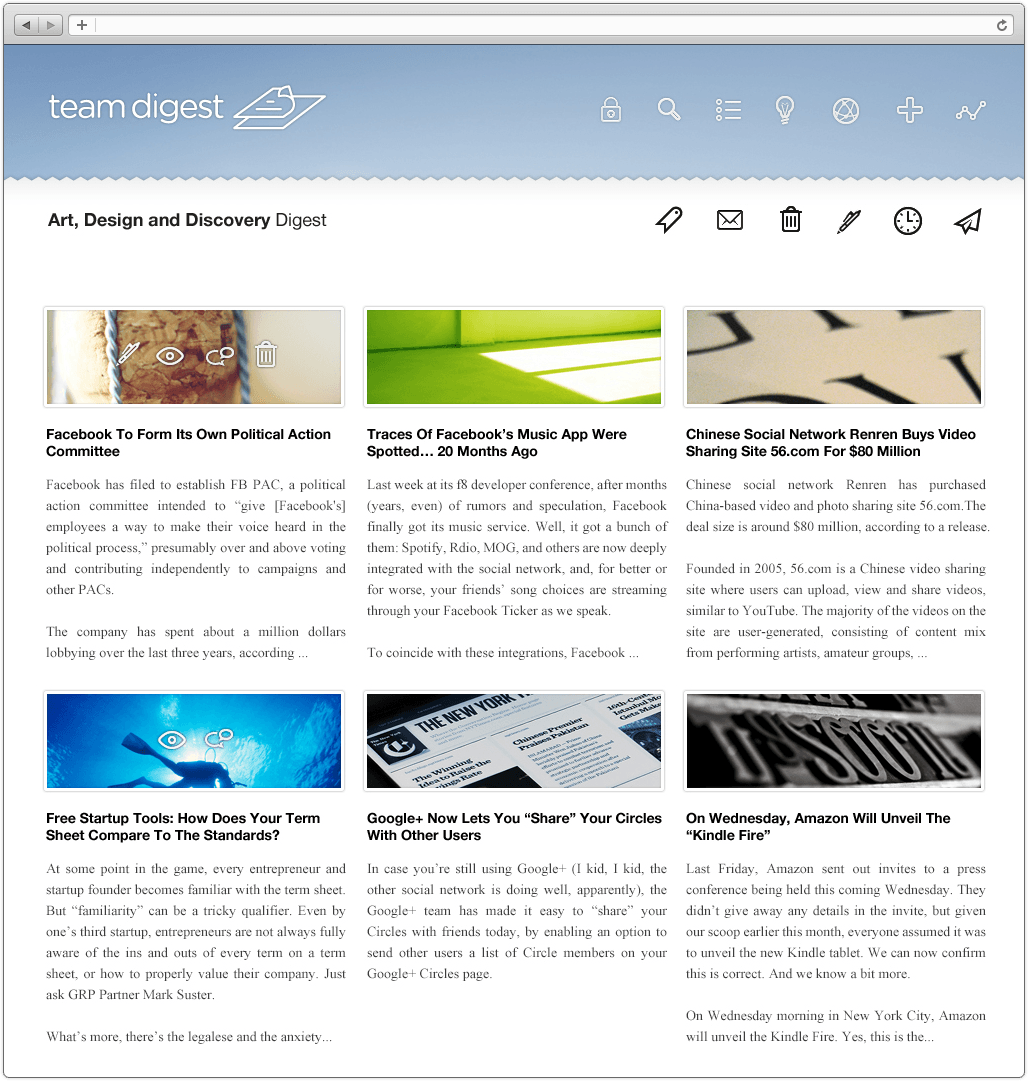 team digest
Art, Design and Discovery Digest
Facebook To Form Its Own Political Action
Committee
Facebook has filed to establish FB PAC, a political
action committee intended to “give [Facebook's]
employees a way to make their voice heard in the
political process,” presumably over and above voting
and contributing independently to campaigns and
other PACs.
The company has spent about a million dollars
lobbying over the last three years, according ...
Traces Of Facebook’s Music App Were
Spotted… 20 Months Ago
Last week at its f8 developer conference, after months
(years, even) of rumors and speculation, Facebook
finally got its music service. Well, it got a bunch of
them: Spotify, Rdio, MOG, and others are now deeply
integrated with the social network, and, for better or
for worse, your friends’ song choices are streaming
through your Facebook Ticker as we speak.
To coincide with these integrations, Facebook ...
Chinese Social Network Renren Buys Video
Sharing Site 56.com For $80 Million
Chinese social network Renren has purchased
China-based video and photo sharing site 56.com.The
deal size is around $80 million, according to a release.
Founded in 2005, 56.com is a Chinese video sharing
site where users can upload, view and share videos,
similar to YouTube. The majority of the videos on the
site are user-generated, consisting of content mix
from performing artists, amateur groups, ...
Free Startup Tools: How Does Your Term
Sheet Compare To The Standards?
At some point in the game, every entrepreneur and
startup founder becomes familiar with the term sheet.
But “familiarity” can be a tricky qualifier. Even by
one’s third startup, entrepreneurs are not always fully
aware of the ins and outs of every term on a term
sheet, or how to properly value their company. Just
ask GRP Partner Mark Suster.
What’s more, there’s the legalese and the anxiety...
THE NEW YORK
The Winning
Idea to Raise the
Savings Rate
Chinese Premier
Praises Pakistan
16th-Century
Istanbul
Gets Make
Google+ Now Lets You “Share” Your Circles
With Other Users
In case you’re still using Google+ (I kid, I kid, the
other social network is doing well, apparently), the
Google+ team has made it easy to “share” your
Circles with friends today, by enabling an option to
send other users a list of Circle members on your
Google+ Circles page.
On Wednesday, Amazon Will Unveil The
“Kindle Fire”
Last Friday, Amazon sent out invites to a press
conference being held this coming Wednesday. They
didn’t give away any details in the invite, but given
our scoop earlier this month, everyone assumed it was
to unveil the new Kindle tablet. We can now confirm
this is correct. And we know a bit more.
On Wednesday morning in New York City, Amazon
will unveil the Kindle Fire. Yes, this is the...